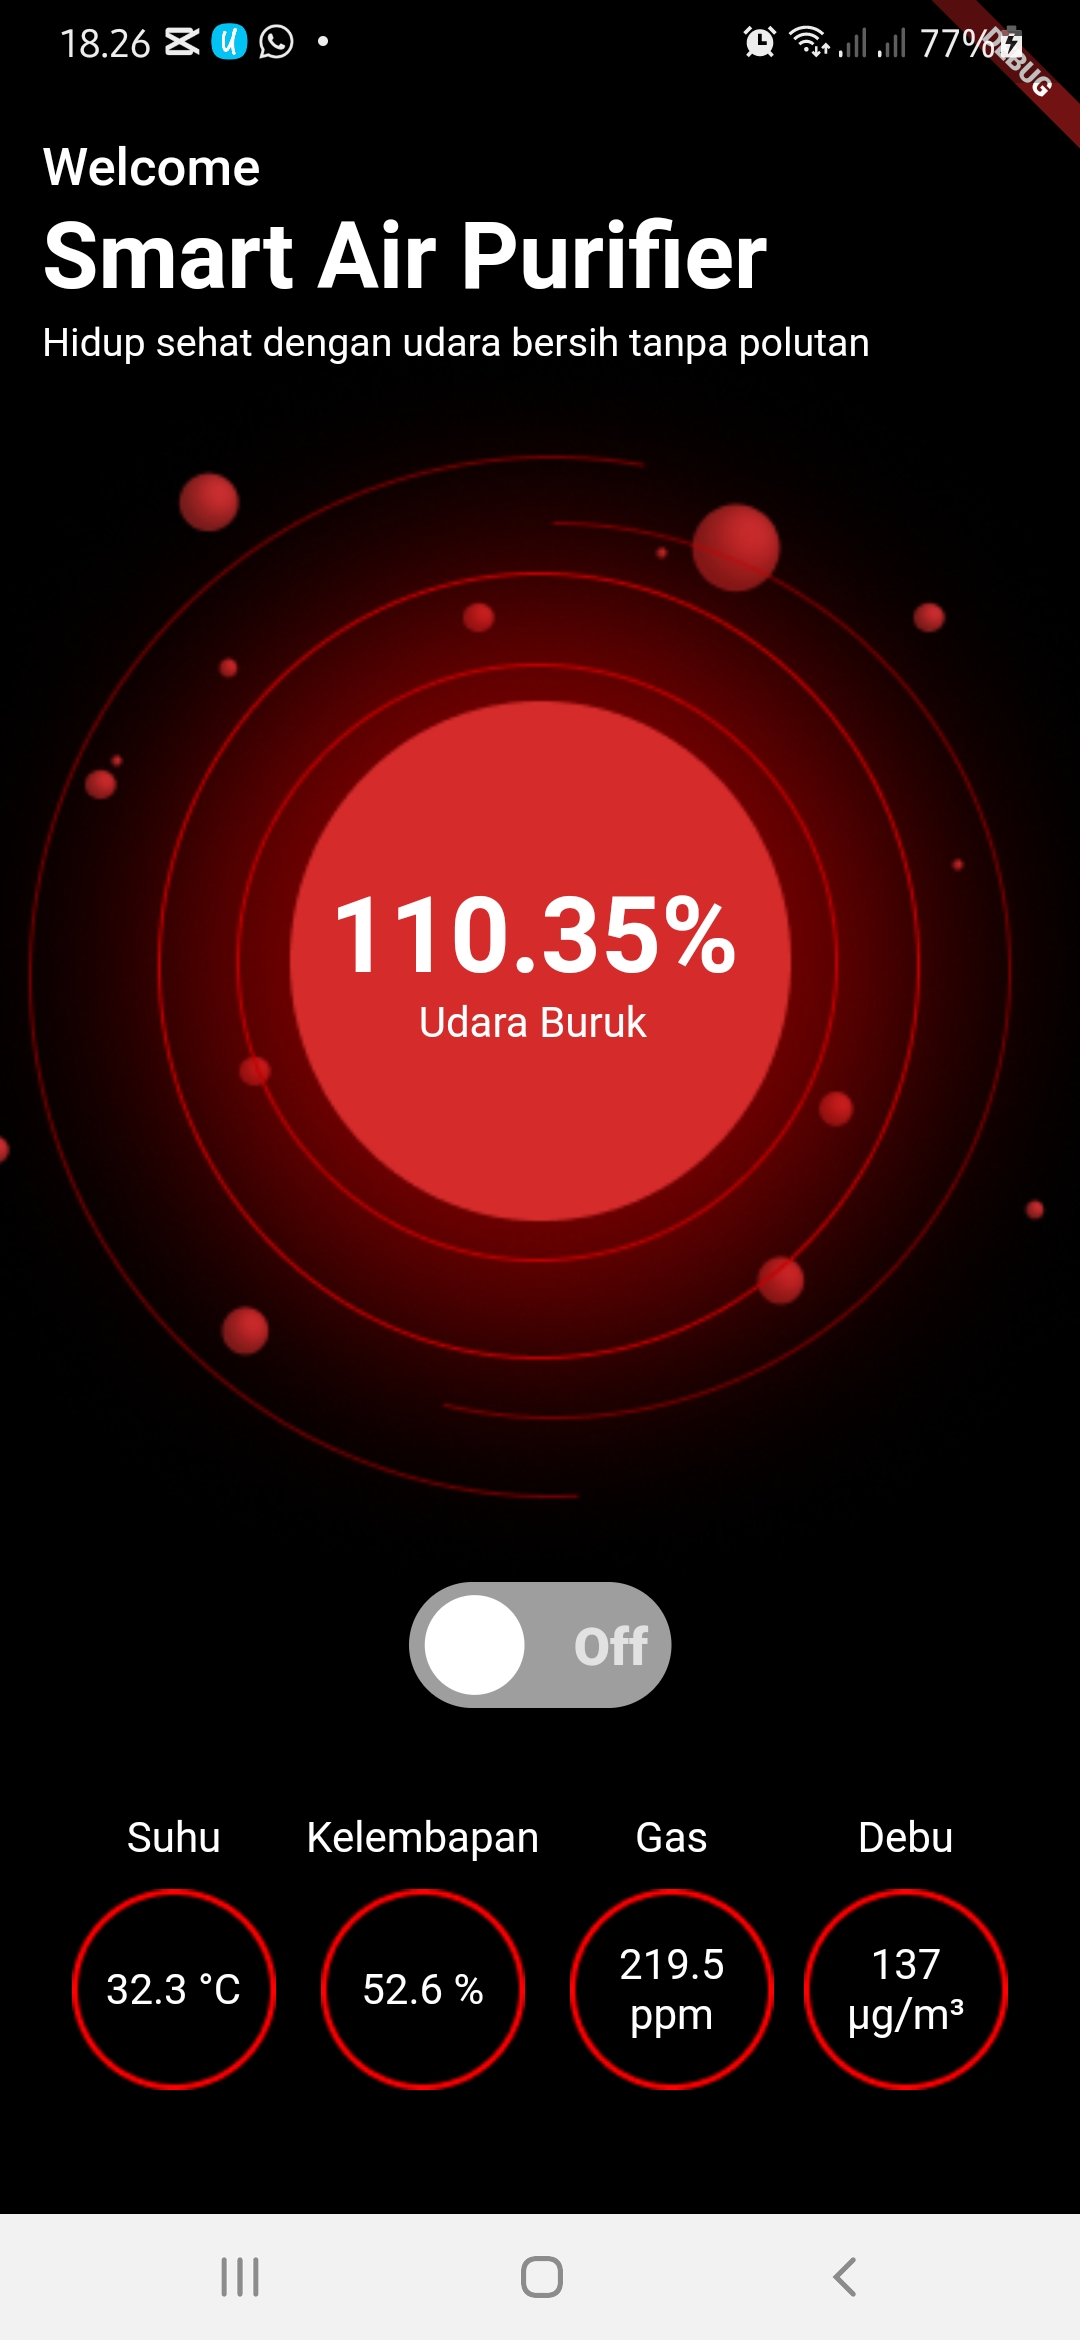 18.26
77%
DEBUG
Welcome
Smart Air Purifier
Hidup sehat dengan udara bersih tanpa polutan
110.35%
Udara Buruk
Off
Suhu Kelembapan Gas Debu
32.3 °C 52.6 % 219.5 ppm 137 µg/m³